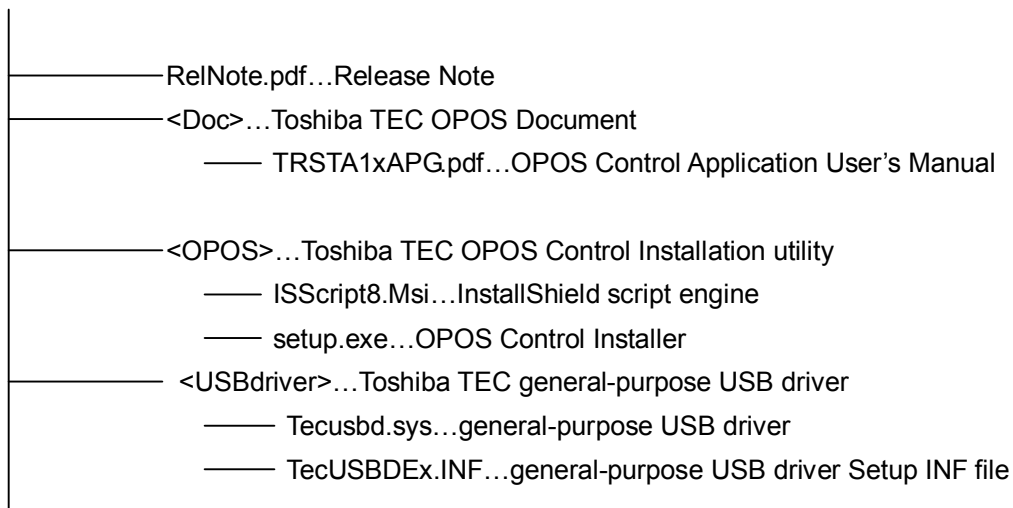 RelNote.pdf…Release Note
<Doc>…Toshiba TEC OPOS Document
TRSTA1xAPG.pdf…OPOS Control Application User’s Manual
<OPOS>…Toshiba TEC OPOS Control Installation utility
ISScript8.Msi…InstallShield script engine
setup.exe…OPOS Control Installer
<USBdriver>…Toshiba TEC general-purpose USB driver
Tecusbd.sys…general-purpose USB driver
TecUSBDEx.INF…general-purpose USB driver Setup INF file